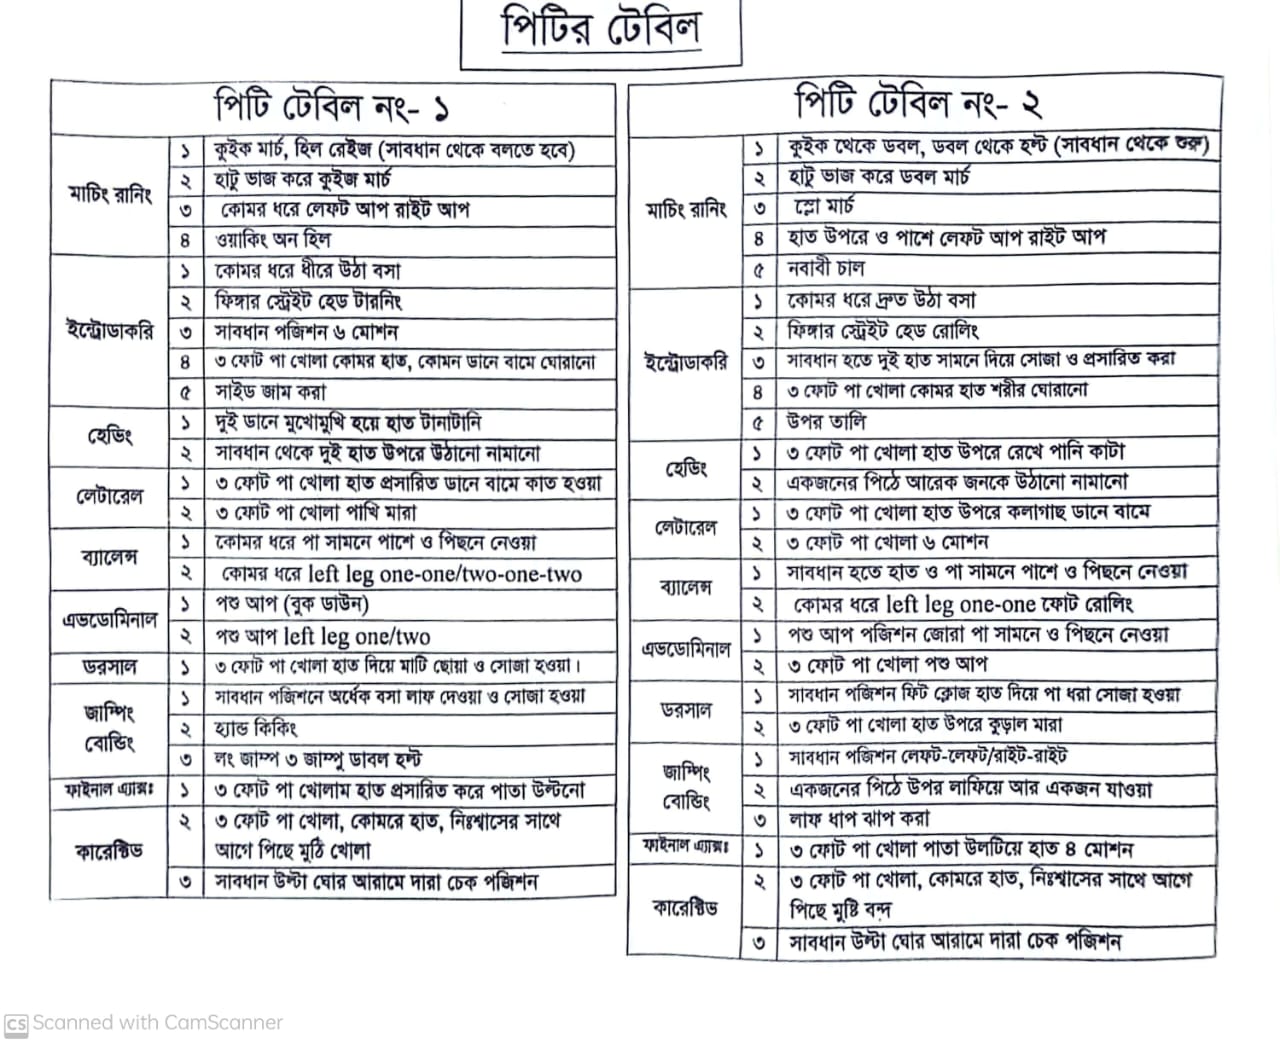 পিটির টেবিল
পিটি টেবিল নং- ১
মাচিং রানিং
১ কুইক মার্চ, হিল রেইজ (সাবধান থেকে বলতে হবে)
২ হাটু ভাজ করে কুইজ মার্চ
৩ কোমর ধরে লেফট আপ রাইট আপ
৪ ওয়াকিং অন হিল
ইন্ট্রোডাকরি
১ কোমর ধরে ধীরে উঠা বসা
২ ফিঙ্গার স্ট্রেইট হেড টারনিং
৩ সাবধান পজিশন ৬ মোশন
৪ ৩ ফোট পা খোলা কোমর হাত, কোমন ডানে বামে ঘোরানো
৫ সাইড জাম করা
হেডিং
১ দুই ডানে মুখোমুখি হয়ে হাত টানাটানি
২ সাবধান থেকে দুই হাত উপরে উঠানো নামানো
লেটারেল
১ ৩ ফোট পা খোলা হাত প্রসারিত ডানে বামে কাত হওয়া
২ ৩ ফোট পা খোলা পাখি মারা
ব্যালেন্স
১ কোমর ধরে পা সামনে পাশে ও পিছনে নেওয়া
২ কোমর ধরে left leg one-one/two-one-two
এভডোমিনাল
১ পশু আপ (বুক ডাউন)
২ পশু আপ left leg one/two
ডরসাল
১ ৩ ফোট পা খোলা হাত দিয়ে মাটি ছোয়া ও সোজা হওয়া।
জাম্পিং
বোল্ডিং
১ সাবধান পজিশনে অর্ধেক বসা লাফ দেওয়া ও সোজা হওয়া
২ হ্যান্ড কিকিং
৩ লং জাম্প ৩ জাম্পু ডাবল হল্ট
ফাইনাল এ্যাক্সঃ
১ ৩ ফোট পা খোলাম হাত প্রসারিত করে পাতা উল্টনো
কারেক্টিভ
২ ৩ ফোট পা খোলা, কোমরে হাত, নিঃশ্বাসের সাথে
আগে পিছে মুঠি খোলা
৩ সাবধান উল্টা ঘোর আরামে দারা চেক পজিশন
পিটি টেবিল নং- ২
মাচিং রানিং
১ কুইক থেকে ডবল, ডবল থেকে হল্ট (সাবধান থেকে শুরু)
২ হাটু ভাজ করে ডবল মার্চ
৩ স্লো মার্চ
৪ হাত উপরে ও পাশে লেফট আপ রাইট আপ
৫ নবাবী চাল
ইন্ট্রোডাকরি
১ কোমর ধরে দ্রুত উঠা বসা
২ ফিঙ্গার স্ট্রেইট হেড রোলিং
৩ সাবধান হতে দুই হাত সামনে দিয়ে সোজা ও প্রসারিত করা
৪ ৩ ফোট পা খোলা কোমর হাত শরীর ঘোরানো
৫ উপর তালি
হেডিং
১ ৩ ফোট পা খোলা হাত উপরে রেখে পানি কাটা
২ একজনের পিঠে আরেক জনকে উঠানো নামানো
লেটারেল
১ ৩ ফোট পা খোলা হাত উপরে কলাগাছ ডানে বামে
২ ৩ ফোট পা খোলা ৬ মোশন
ব্যালেন্স
১ সাবধান হতে হাত ও পা সামনে পাশে ও পিছনে নেওয়া
২ কোমর ধরে left leg one-one ফোট রোলিং
এভডোমিনাল
১ পশু আপ পজিশন জোরা পা সামনে ও পিছনে নেওয়া
২ ৩ ফোট পা খোলা পশু আপ
ডরসাল
১ সাবধান পজিশন ফিট ক্লোজ হাত দিয়ে পা ধরা সোজা হওয়া
২ ৩ ফোট পা খোলা হাত উপরে কুড়াল মারা
জাম্পিং
বোল্ডিং
১ সাবধান পজিশন লেফট-লেফট/রাইট-রাইট
২ একজনের পিঠে উপর লাফিয়ে আর একজন যাওয়া
৩ লাফ ধাপ ঝাপ করা
ফাইনাল এ্যাক্সঃ
১ ৩ ফোট পা খোলা পাতা উলটিয়ে হাত ৪ মোশন
কারেক্টিভ
২ ৩ ফোট পা খোলা, কোমরে হাত, নিঃশ্বাসের সাথে আগে
পিছে মুষ্টি বন্দ
৩ সাবধান উল্টা ঘোর আরামে দারা চেক পজিশন
CS Scanned with CamScanner